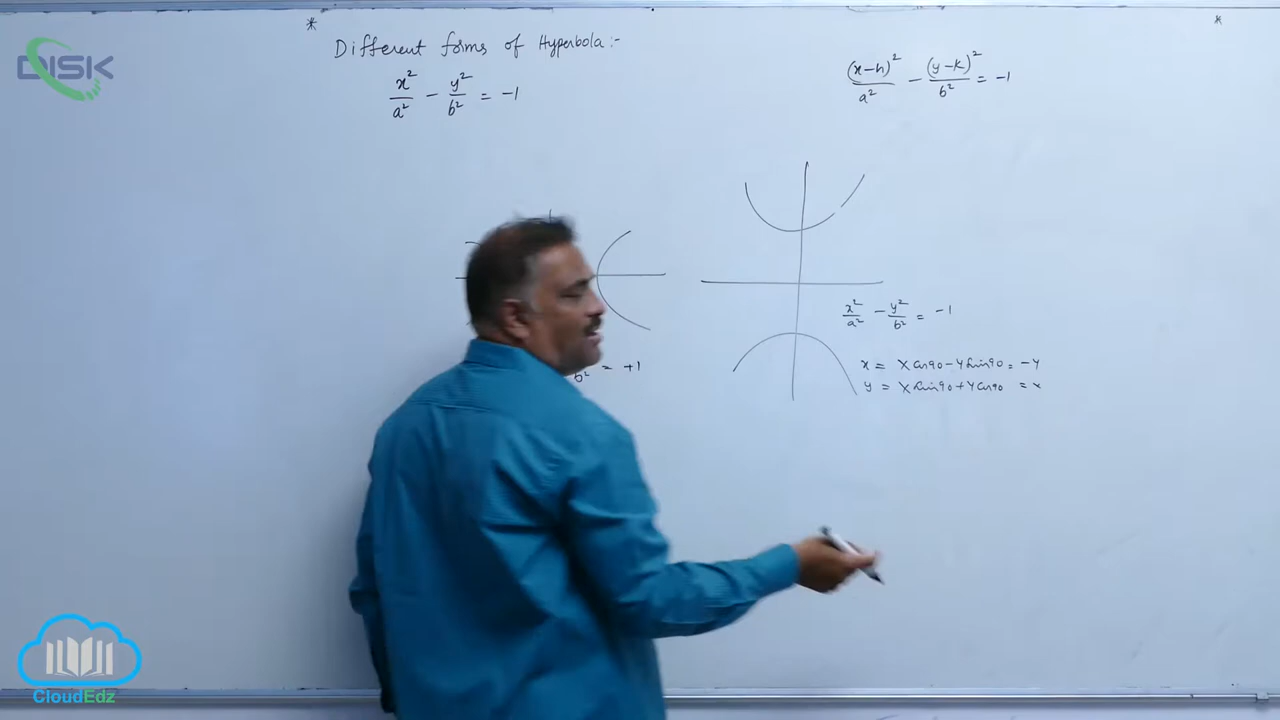 *
*
Different forms of Hyperbola:-
x²/a² - y²/b² = -1
(x-h)²/a² - (y-k)²/b² = -1
DISK
b² = +1
x²/a² - y²/b² = -1
x = X cos90 - Y sin90 = -Y
y = X sin90 + Y cos90 = x
CloudEdz